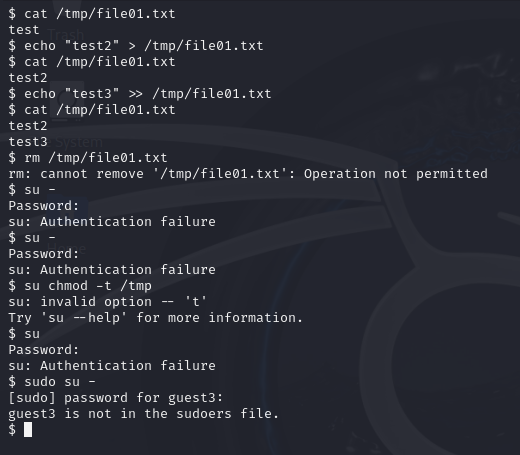 $ cat /tmp/file01.txt
test
$ echo "test2" > /tmp/file01.txt
$ cat /tmp/file01.txt
test2
$ echo "test3" >> /tmp/file01.txt
$ cat /tmp/file01.txt
test2
test3
$ rm /tmp/file01.txt
rm: cannot remove '/tmp/file01.txt': Operation not permitted
$ su -
Password:
su: Authentication failure
$ su -
Password:
su: Authentication failure
$ su chmod -t /tmp
su: invalid option -- 't'
Try 'su --help' for more information.
$ su
Password:
su: Authentication failure
$ sudo su -
[sudo] password for guest3:
guest3 is not in the sudoers file.
$
Trash
System
Home